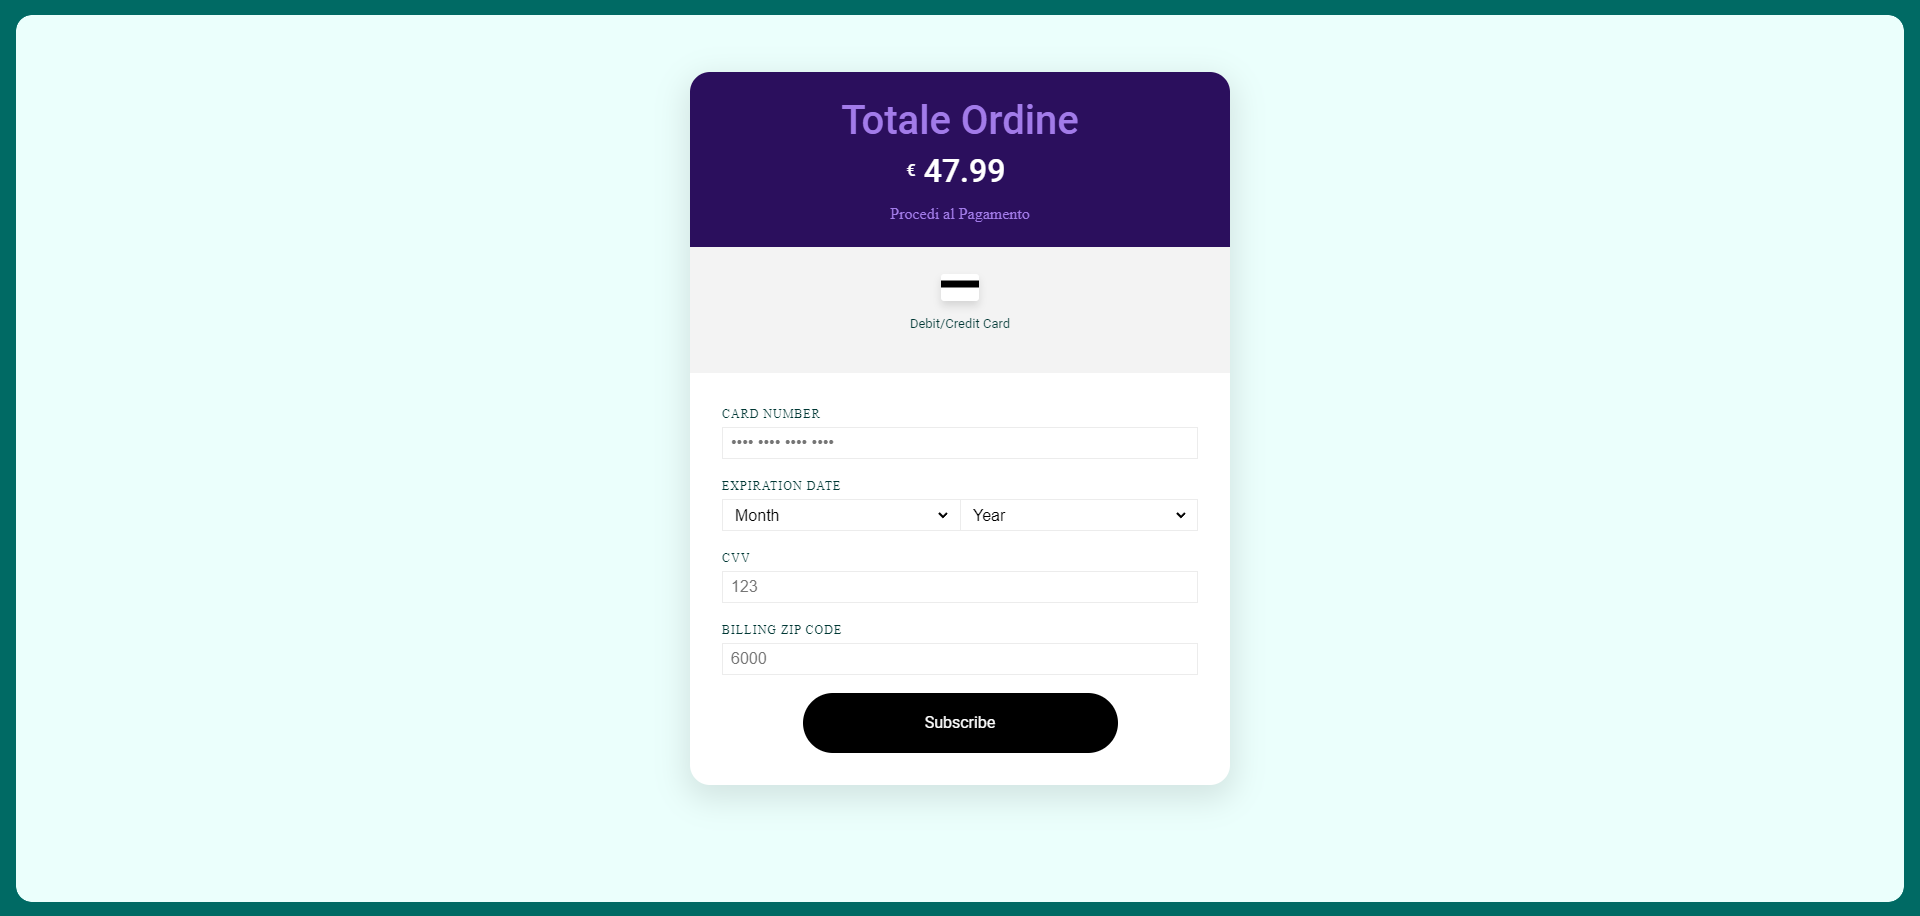 Totale Ordine
€ 47.99
Procedi al Pagamento
Debit/Credit Card
CARD NUMBER
•••• •••• •••• ••••
EXPIRATION DATE
Month Year
CVV
123
BILLING ZIP CODE
6000
Subscribe